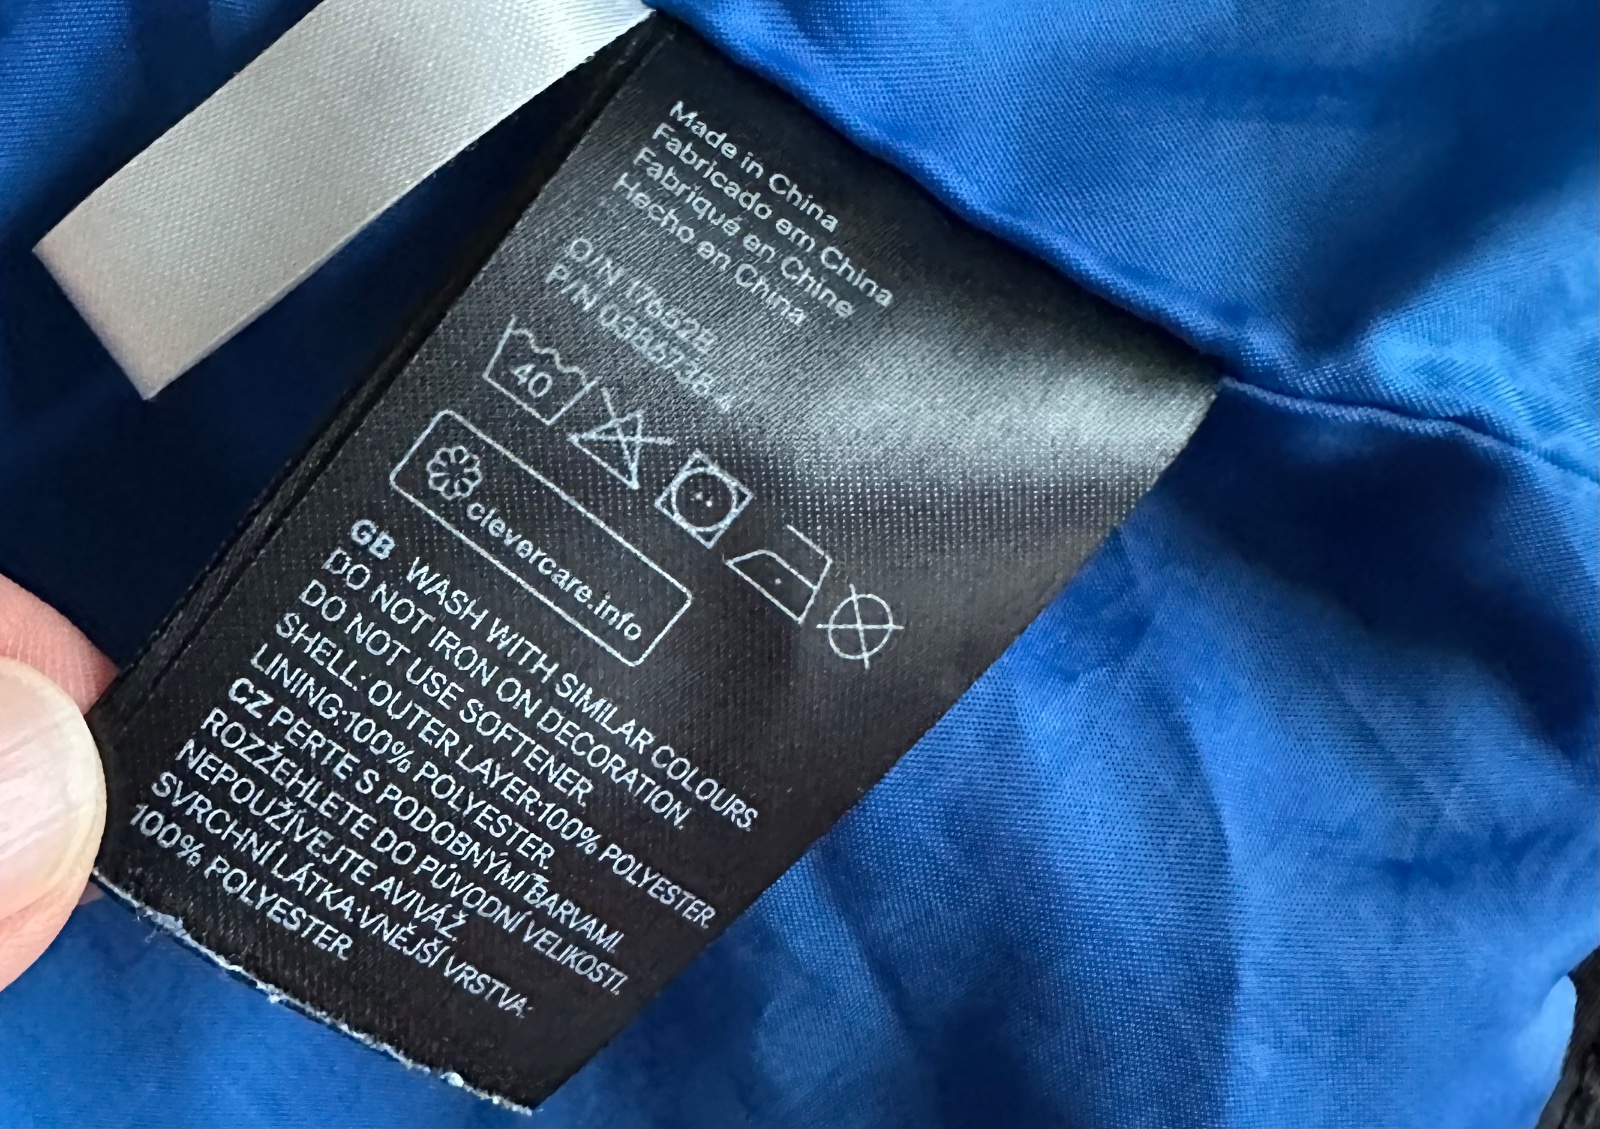 Made in China
Fabricado em China
Fabriqué en Chine
Hecho en China
O/N 176528
P/N 0386738
40
clevercare.info
GB WASH WITH SIMILAR COLOURS.
DO NOT IRON ON DECORATION.
DO NOT USE SOFTENER.
SHELL: OUTER LAYER:100% POLYESTER.
LINING:100% POLYESTER.
CZ PERTE S PODOBNÝMI BARVAMI.
ROZŽEHLETE DO PŮVODNÍ VELIKOSTI.
NEPOUŽÍVEJTE AVIVÁŽ.
SVRCHNÍ LÁTKA:VNĚJŠÍ VRSTVA:
100% POLYESTER.